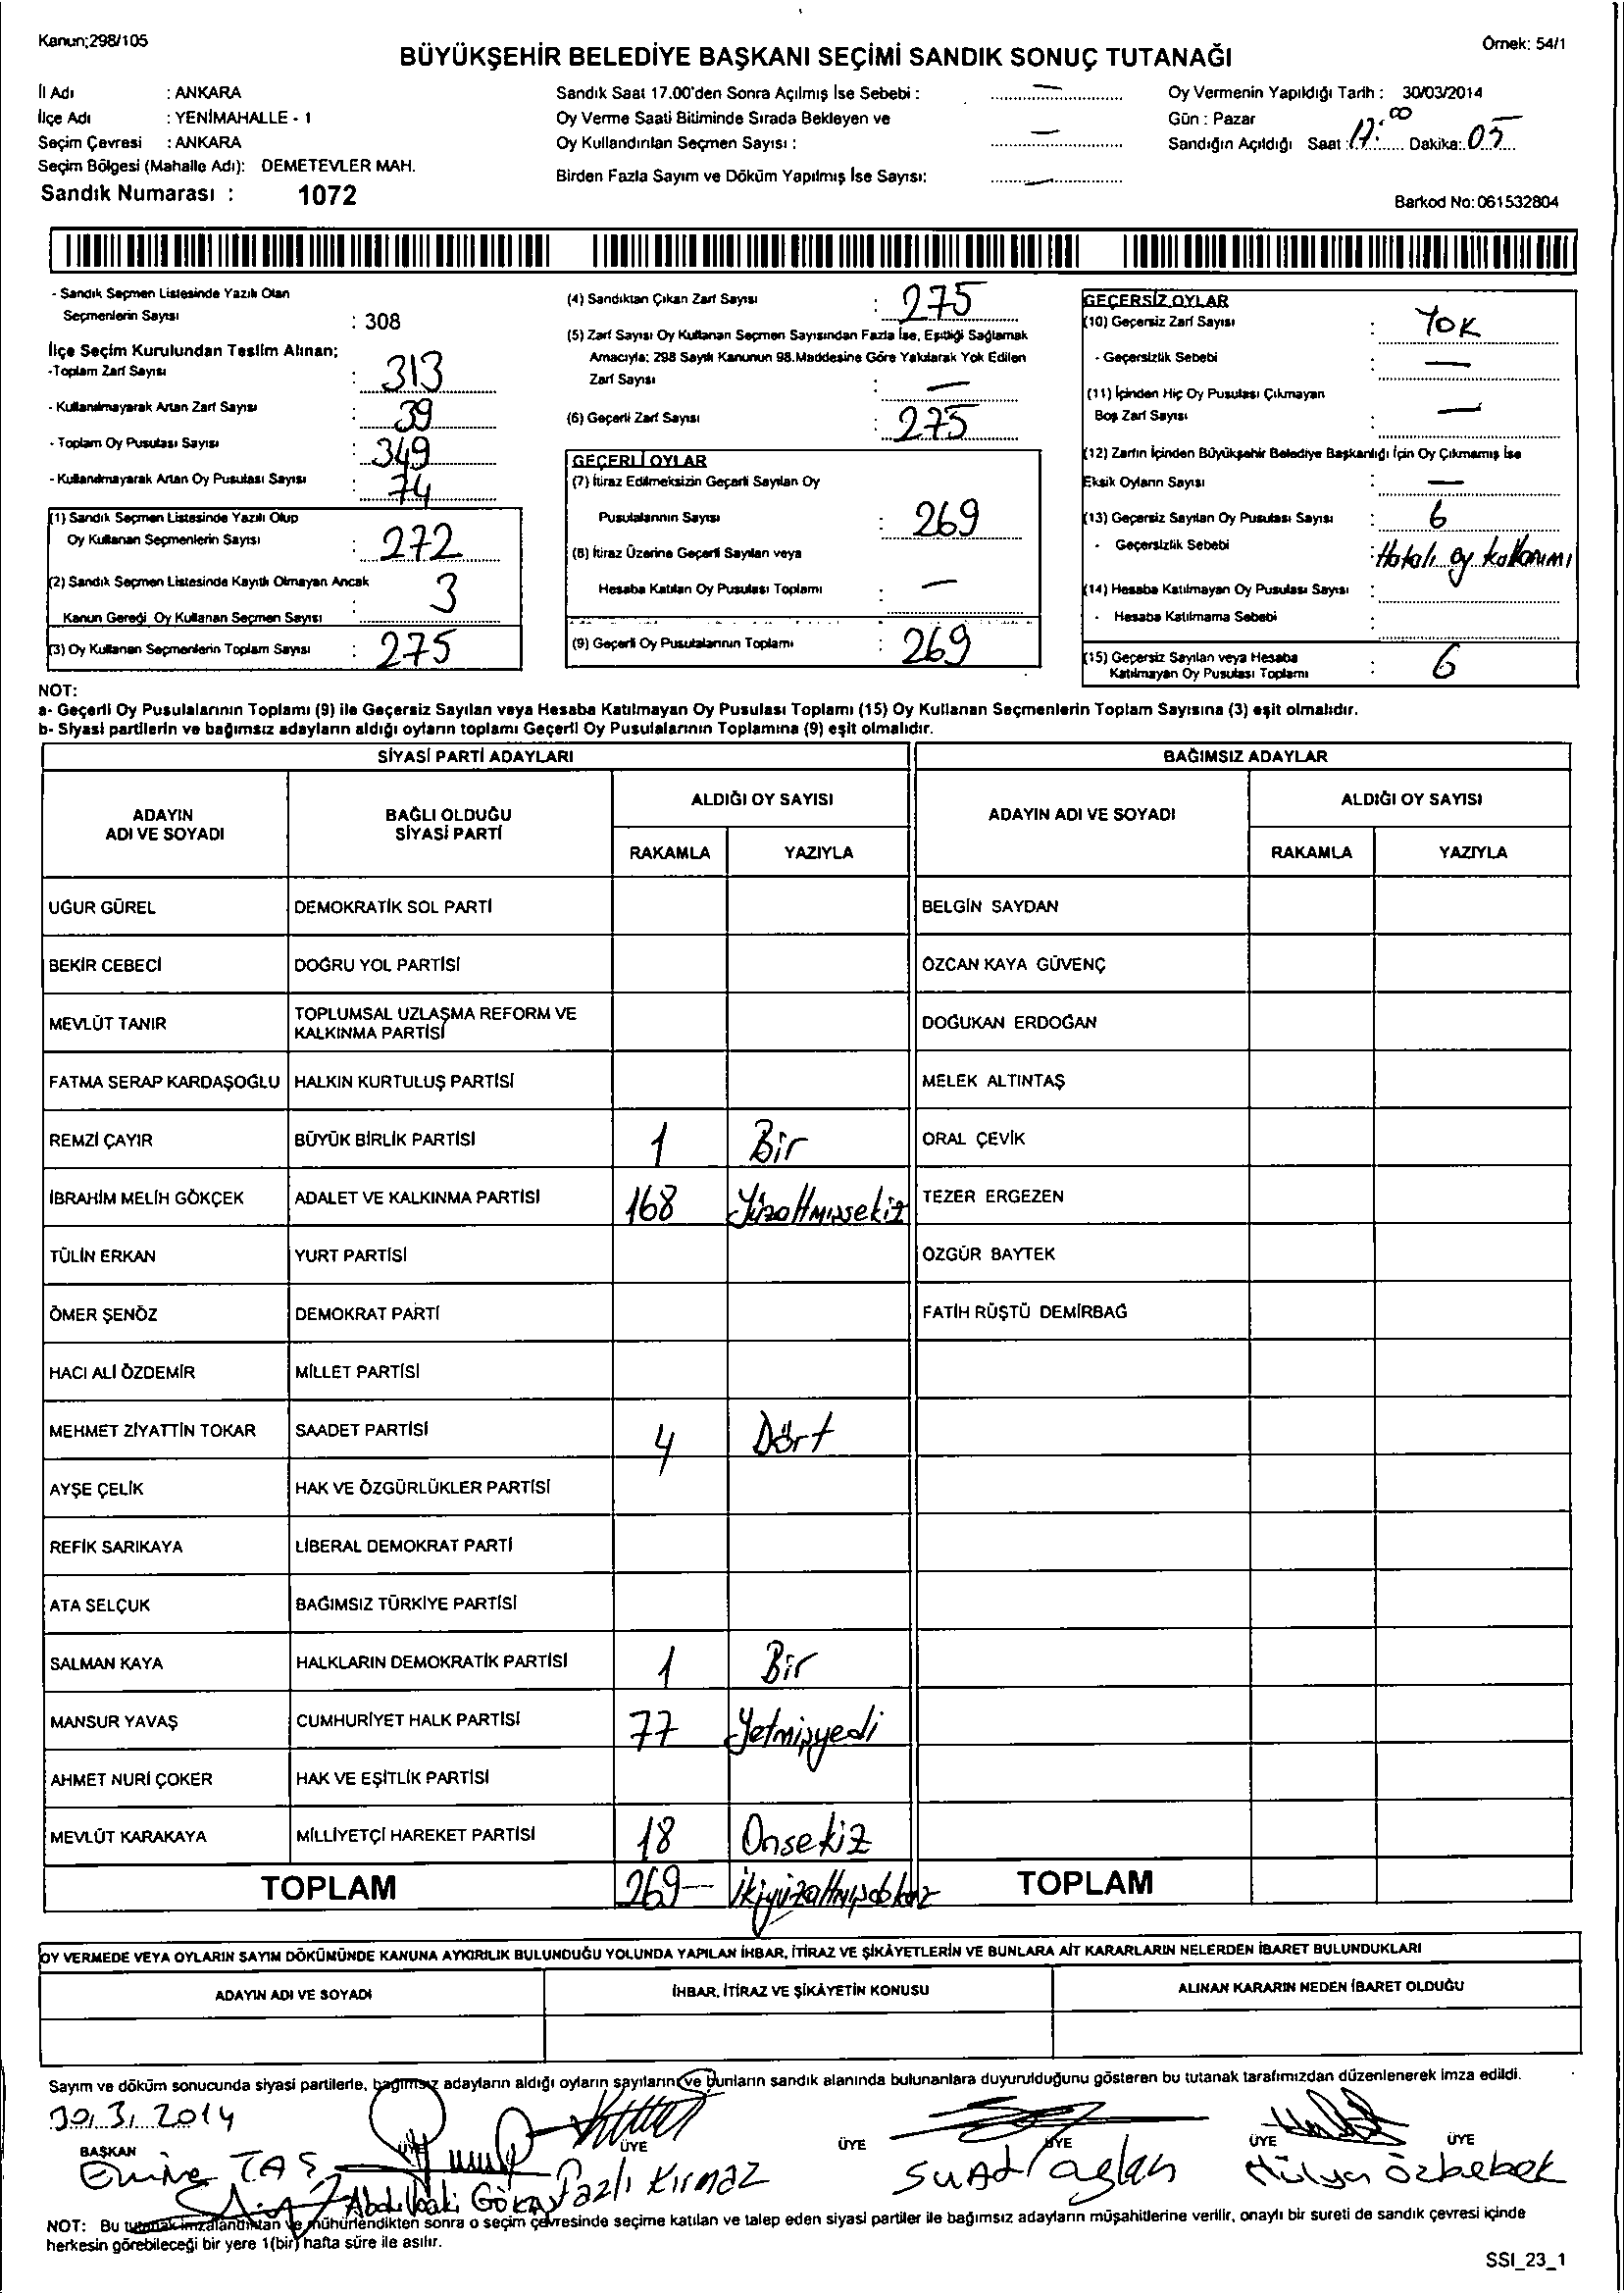 Kanun;298/105
Örnek: 54/1
BÜYÜKŞEHİR BELEDİYE BAŞKANI SEÇİMİ SANDIK SONUÇ TUTANAĞI
İl Adı : ANKARA
İlçe Adı : YENİMAHALLE - 1
Seçim Çevresi : ANKARA
Seçim Bölgesi (Mahalle Adı): DEMETEVLER MAH.
Sandık Numarası : 1072
Sandık Saat 17.00'den Sonra Açılmış İse Sebebi : —
Oy Verme Saati Bitiminde Sırada Bekleyen ve
Oy Kullandırılan Seçmen Sayısı : —
Birden Fazla Sayım ve Döküm Yapılmış İse Sayısı: —
Oy Vermenin Yapıldığı Tarih : 30/03/2014
Gün : Pazar
Sandığın Açıldığı Saat : 17:00 Dakika: 05
Barkod No: 061532804
- Sandık Seçmen Listesinde Yazılı Olan
Seçmenlerin Sayısı : 308
İlçe Seçim Kurulundan Teslim Alınan;
-Toplam Zarf Sayısı : 313
- Kullanılmayarak Artan Zarf Sayısı : 39
- Toplam Oy Pusulası Sayısı : 349
- Kullanılmayarak Artan Oy Pusulası Sayısı : 74
(1) Sandık Seçmen Listesinde Yazılı Olup
Oy Kullanan Seçmenlerin Sayısı : 272
(2) Sandık Seçmen Listesinde Kayıtlı Olmayan Ancak
Kanun Gereği Oy Kullanan Seçmen Sayısı : 3
(3) Oy Kullanan Seçmenlerin Toplam Sayısı : 275
(4) Sandıktan Çıkan Zarf Sayısı : 275
(5) Zarf Sayısı Oy Kullanan Seçmen Sayısından Fazla İse, Eşitliği Sağlamak
Amacıyla; 298 Sayılı Kanunun 98.Maddesine Göre Yakılarak Yok Edilen
Zarf Sayısı : —
(6) Geçerli Zarf Sayısı : 275
GEÇERLİ OYLAR
(7) İtiraz Edilmeksizin Geçerli Sayılan Oy
Pusulalarının Sayısı : 269
(8) İtiraz Üzerine Geçerli Sayılan veya
Hesaba Katılan Oy Pusulası Toplamı : —
(9) Geçerli Oy Pusulalarının Toplamı : 269
GEÇERSİZ OYLAR
(10) Geçersiz Zarf Sayısı : YOK
- Geçersizlik Sebebi : —
(11) İçinden Hiç Oy Pusulası Çıkmayan
Boş Zarf Sayısı : —
(12) Zarfın İçinden Büyükşehir Belediye Başkanlığı İçin Oy Çıkmamış İse
Eksik Oyların Sayısı : —
(13) Geçersiz Sayılan Oy Pusulası Sayısı : 6
- Geçersizlik Sebebi : Hatalı oy kullanımı
(14) Hesaba Katılmayan Oy Pusulası Sayısı :
- Hesaba Katılmama Sebebi :
(15) Geçersiz Sayılan veya Hesaba
Katılmayan Oy Pusulası Toplamı : 6
NOT:
a- Geçerli Oy Pusulalarının Toplamı (9) ile Geçersiz Sayılan veya Hesaba Katılmayan Oy Pusulası Toplamı (15) Oy Kullanan Seçmenlerin Toplam Sayısına (3) eşit olmalıdır.
b- Siyasi partilerin ve bağımsız adayların aldığı oyların toplamı Geçerli Oy Pusulalarının Toplamına (9) eşit olmalıdır.
SİYASİ PARTİ ADAYLARI BAĞIMSIZ ADAYLAR
ADAYIN ADI VE SOYADI BAĞLI OLDUĞU SİYASİ PARTİ ALDIĞI OY SAYISI ADAYIN ADI VE SOYADI ALDIĞI OY SAYISI
RAKAMLA YAZIYLA RAKAMLA YAZIYLA
UĞUR GÜREL DEMOKRATİK SOL PARTİ BELGİN SAYDAN
BEKİR CEBECİ DOĞRU YOL PARTİSİ ÖZCAN KAYA GÜVENÇ
MEVLÜT TANIR TOPLUMSAL UZLAŞMA REFORM VE KALKINMA PARTİSİ DOĞUKAN ERDOĞAN
FATMA SERAP KARDAŞOĞLU HALKIN KURTULUŞ PARTİSİ MELEK ALTINTAŞ
REMZİ ÇAYIR BÜYÜK BİRLİK PARTİSİ 1 Bir ORAL ÇEVİK
İBRAHİM MELİH GÖKÇEK ADALET VE KALKINMA PARTİSİ 168 Yüzaltmışsekiz TEZER ERGEZEN
TÜLİN ERKAN YURT PARTİSİ ÖZGÜR BAYTEK
ÖMER ŞENÖZ DEMOKRAT PARTİ FATİH RÜŞTÜ DEMİRBAĞ
HACI ALİ ÖZDEMİR MİLLET PARTİSİ
MEHMET ZİYATTİN TOKAR SAADET PARTİSİ 4 Dört
AYŞE ÇELİK HAK VE ÖZGÜRLÜKLER PARTİSİ
REFİK SARIKAYA LİBERAL DEMOKRAT PARTİ
ATA SELÇUK BAĞIMSIZ TÜRKİYE PARTİSİ
SALMAN KAYA HALKLARIN DEMOKRATİK PARTİSİ 1 Bir
MANSUR YAVAŞ CUMHURİYET HALK PARTİSİ 77 Yetmişyedi
AHMET NURİ ÇOKER HAK VE EŞİTLİK PARTİSİ
MEVLÜT KARAKAYA MİLLİYETÇİ HAREKET PARTİSİ 18 Onsekiz
TOPLAM 269 İkiyüzaltmışdokuz TOPLAM
OY VERMEDE VEYA OYLARIN SAYIM DÖKÜMÜNDE KANUNA AYKIRILIK BULUNDUĞU YOLUNDA YAPILAN İHBAR, İTİRAZ VE ŞİKÂYETLERİN VE BUNLARA AİT KARARLARIN NELERDEN İBARET BULUNDUKLARI
ADAYIN ADI VE SOYADI İHBAR, İTİRAZ VE ŞİKÂYETİN KONUSU ALINAN KARARIN NEDEN İBARET OLDUĞU
Sayım ve döküm sonucunda siyasi partilerle, bağımsız adayların aldığı oyların sayılarını ve bunların sandık alanında bulunanlara duyurulduğunu gösteren bu tutanak tarafımızdan düzenlenerek imza edildi.
30.3.2014
BAŞKAN ÜYE ÜYE ÜYE ÜYE ÜYE ÜYE
Emine TAŞ Abdulbaki Gökay Fazlı Kırmaz Suat Hülya Özbebek
NOT: Bu tutanak imzalandıktan ve mühürlendikten sonra o seçim çevresinde seçime katılan ve talep eden siyasi partiler ile bağımsız adayların müşahitlerine verilir, onaylı bir sureti de sandık çevresi içinde
herkesin görebileceği bir yere 1(bir) hafta süre ile asılır.
SSI_23_1